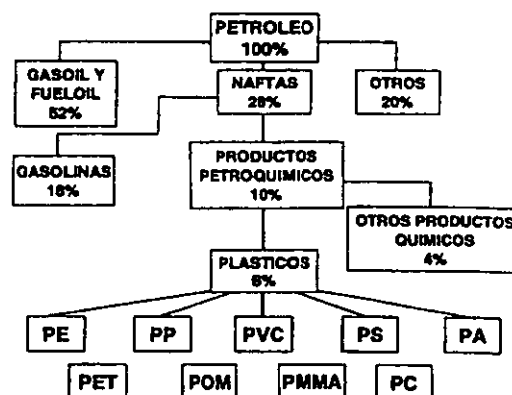 PETROLEO
100%
GASOIL Y
FUELOIL
52%
NAFTAS
28%
OTROS
20%
GASOLINAS
18%
PRODUCTOS
PETROQUIMICOS
10%
OTROS PRODUCTOS
QUIMICOS
4%
PLASTICOS
6%
PE
PP
PVC
PS
PA
PET
POM
PMMA
PC